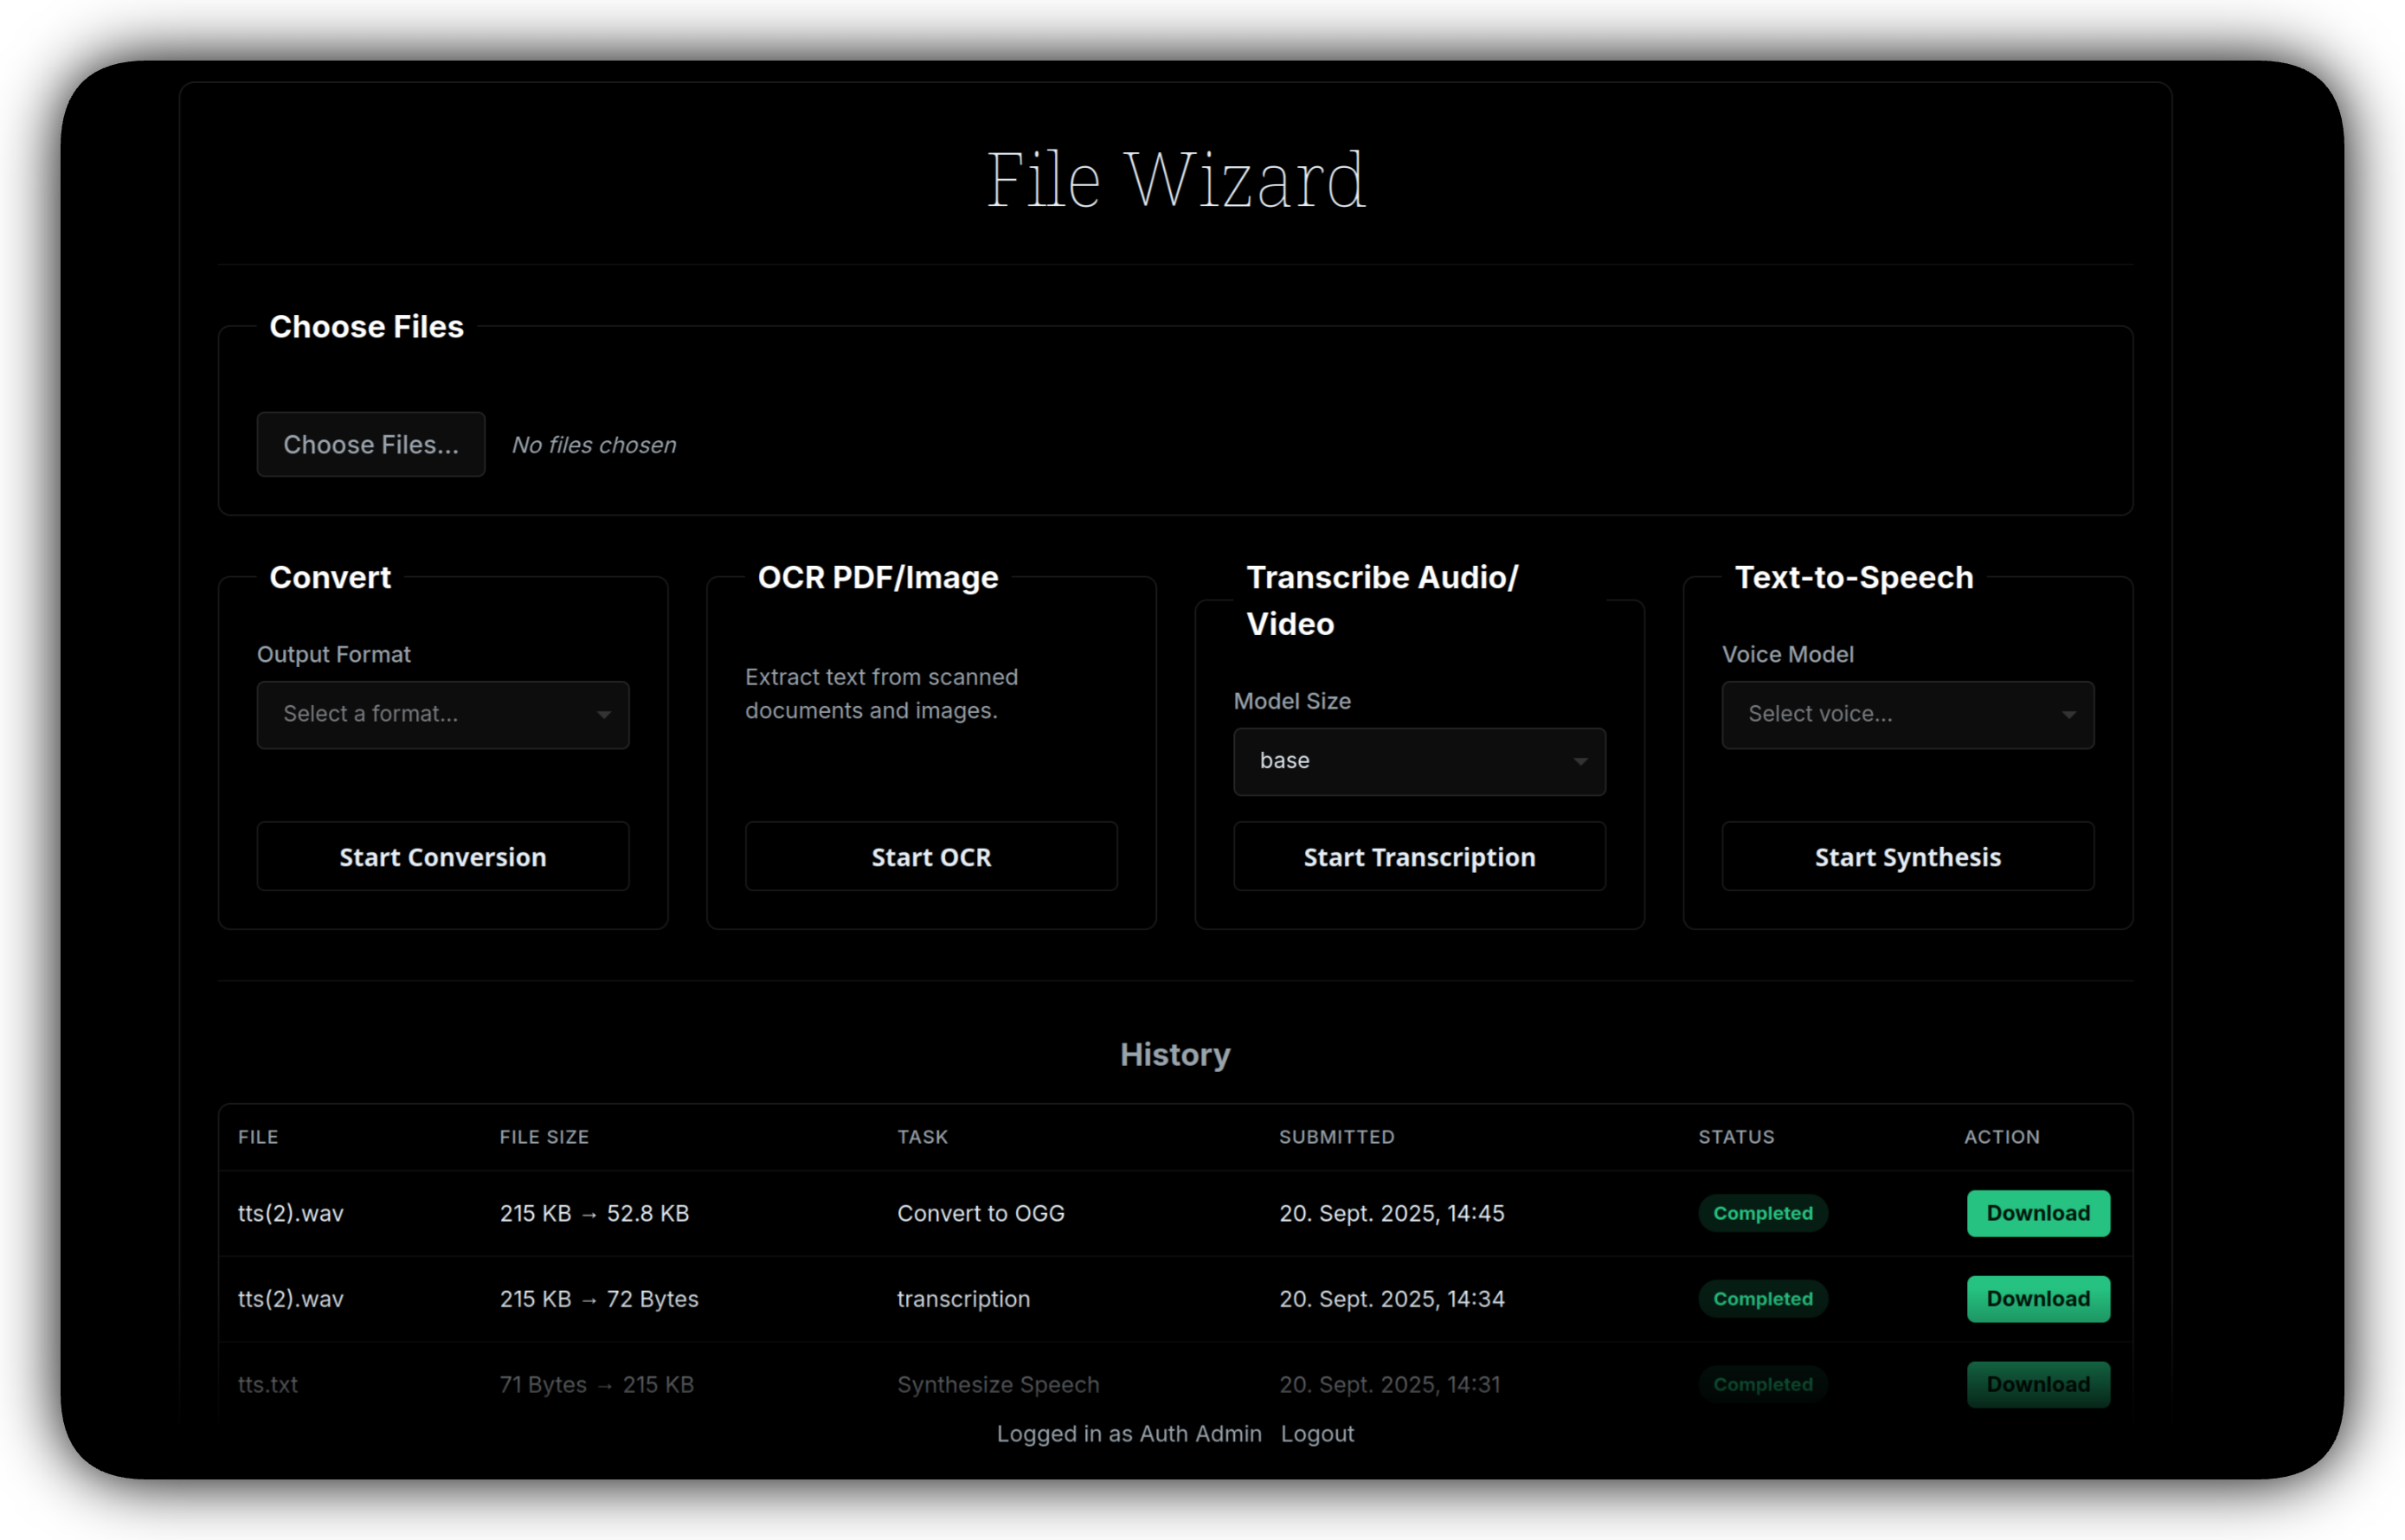 File Wizard
Choose Files
Choose Files...
No files chosen
Convert
Output Format
Select a format...
Start Conversion
OCR PDF/Image
Extract text from scanned
documents and images.
Start OCR
Transcribe Audio/
Video
Model Size
base
Start Transcription
Text-to-Speech
Voice Model
Select voice...
Start Synthesis
History
FILE FILE SIZE TASK SUBMITTED STATUS ACTION
tts(2).wav 215 KB → 52.8 KB Convert to OGG 20. Sept. 2025, 14:45 Completed Download
tts(2).wav 215 KB → 72 Bytes transcription 20. Sept. 2025, 14:34 Completed Download
tts.txt 71 Bytes → 215 KB Synthesize Speech 20. Sept. 2025, 14:31 Completed Download
Logged in as Auth Admin Logout